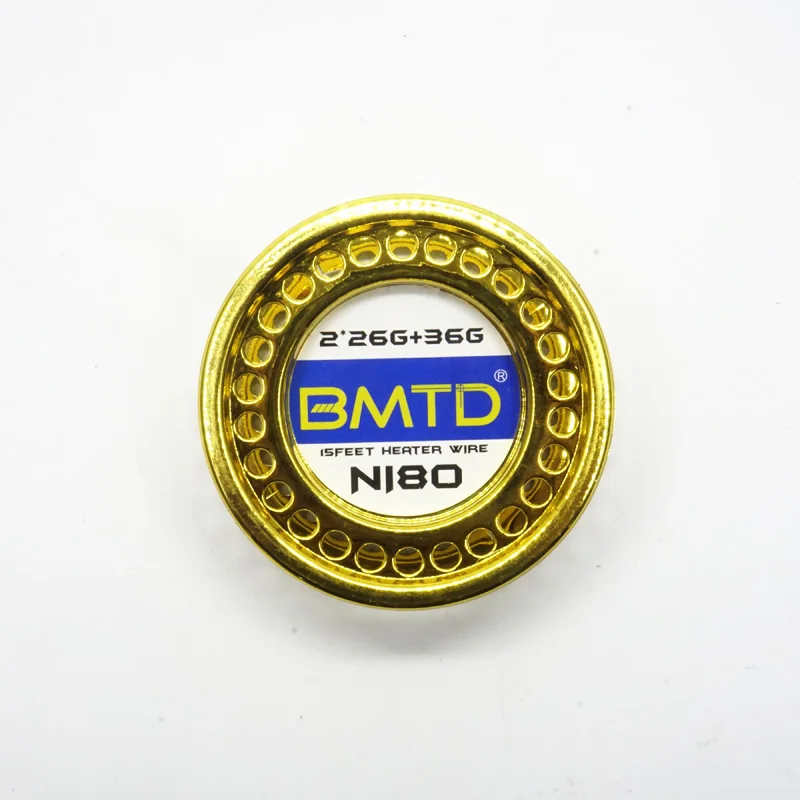 2*26G+36G
BMTD®
15FEET HEATER WIRE
NI80